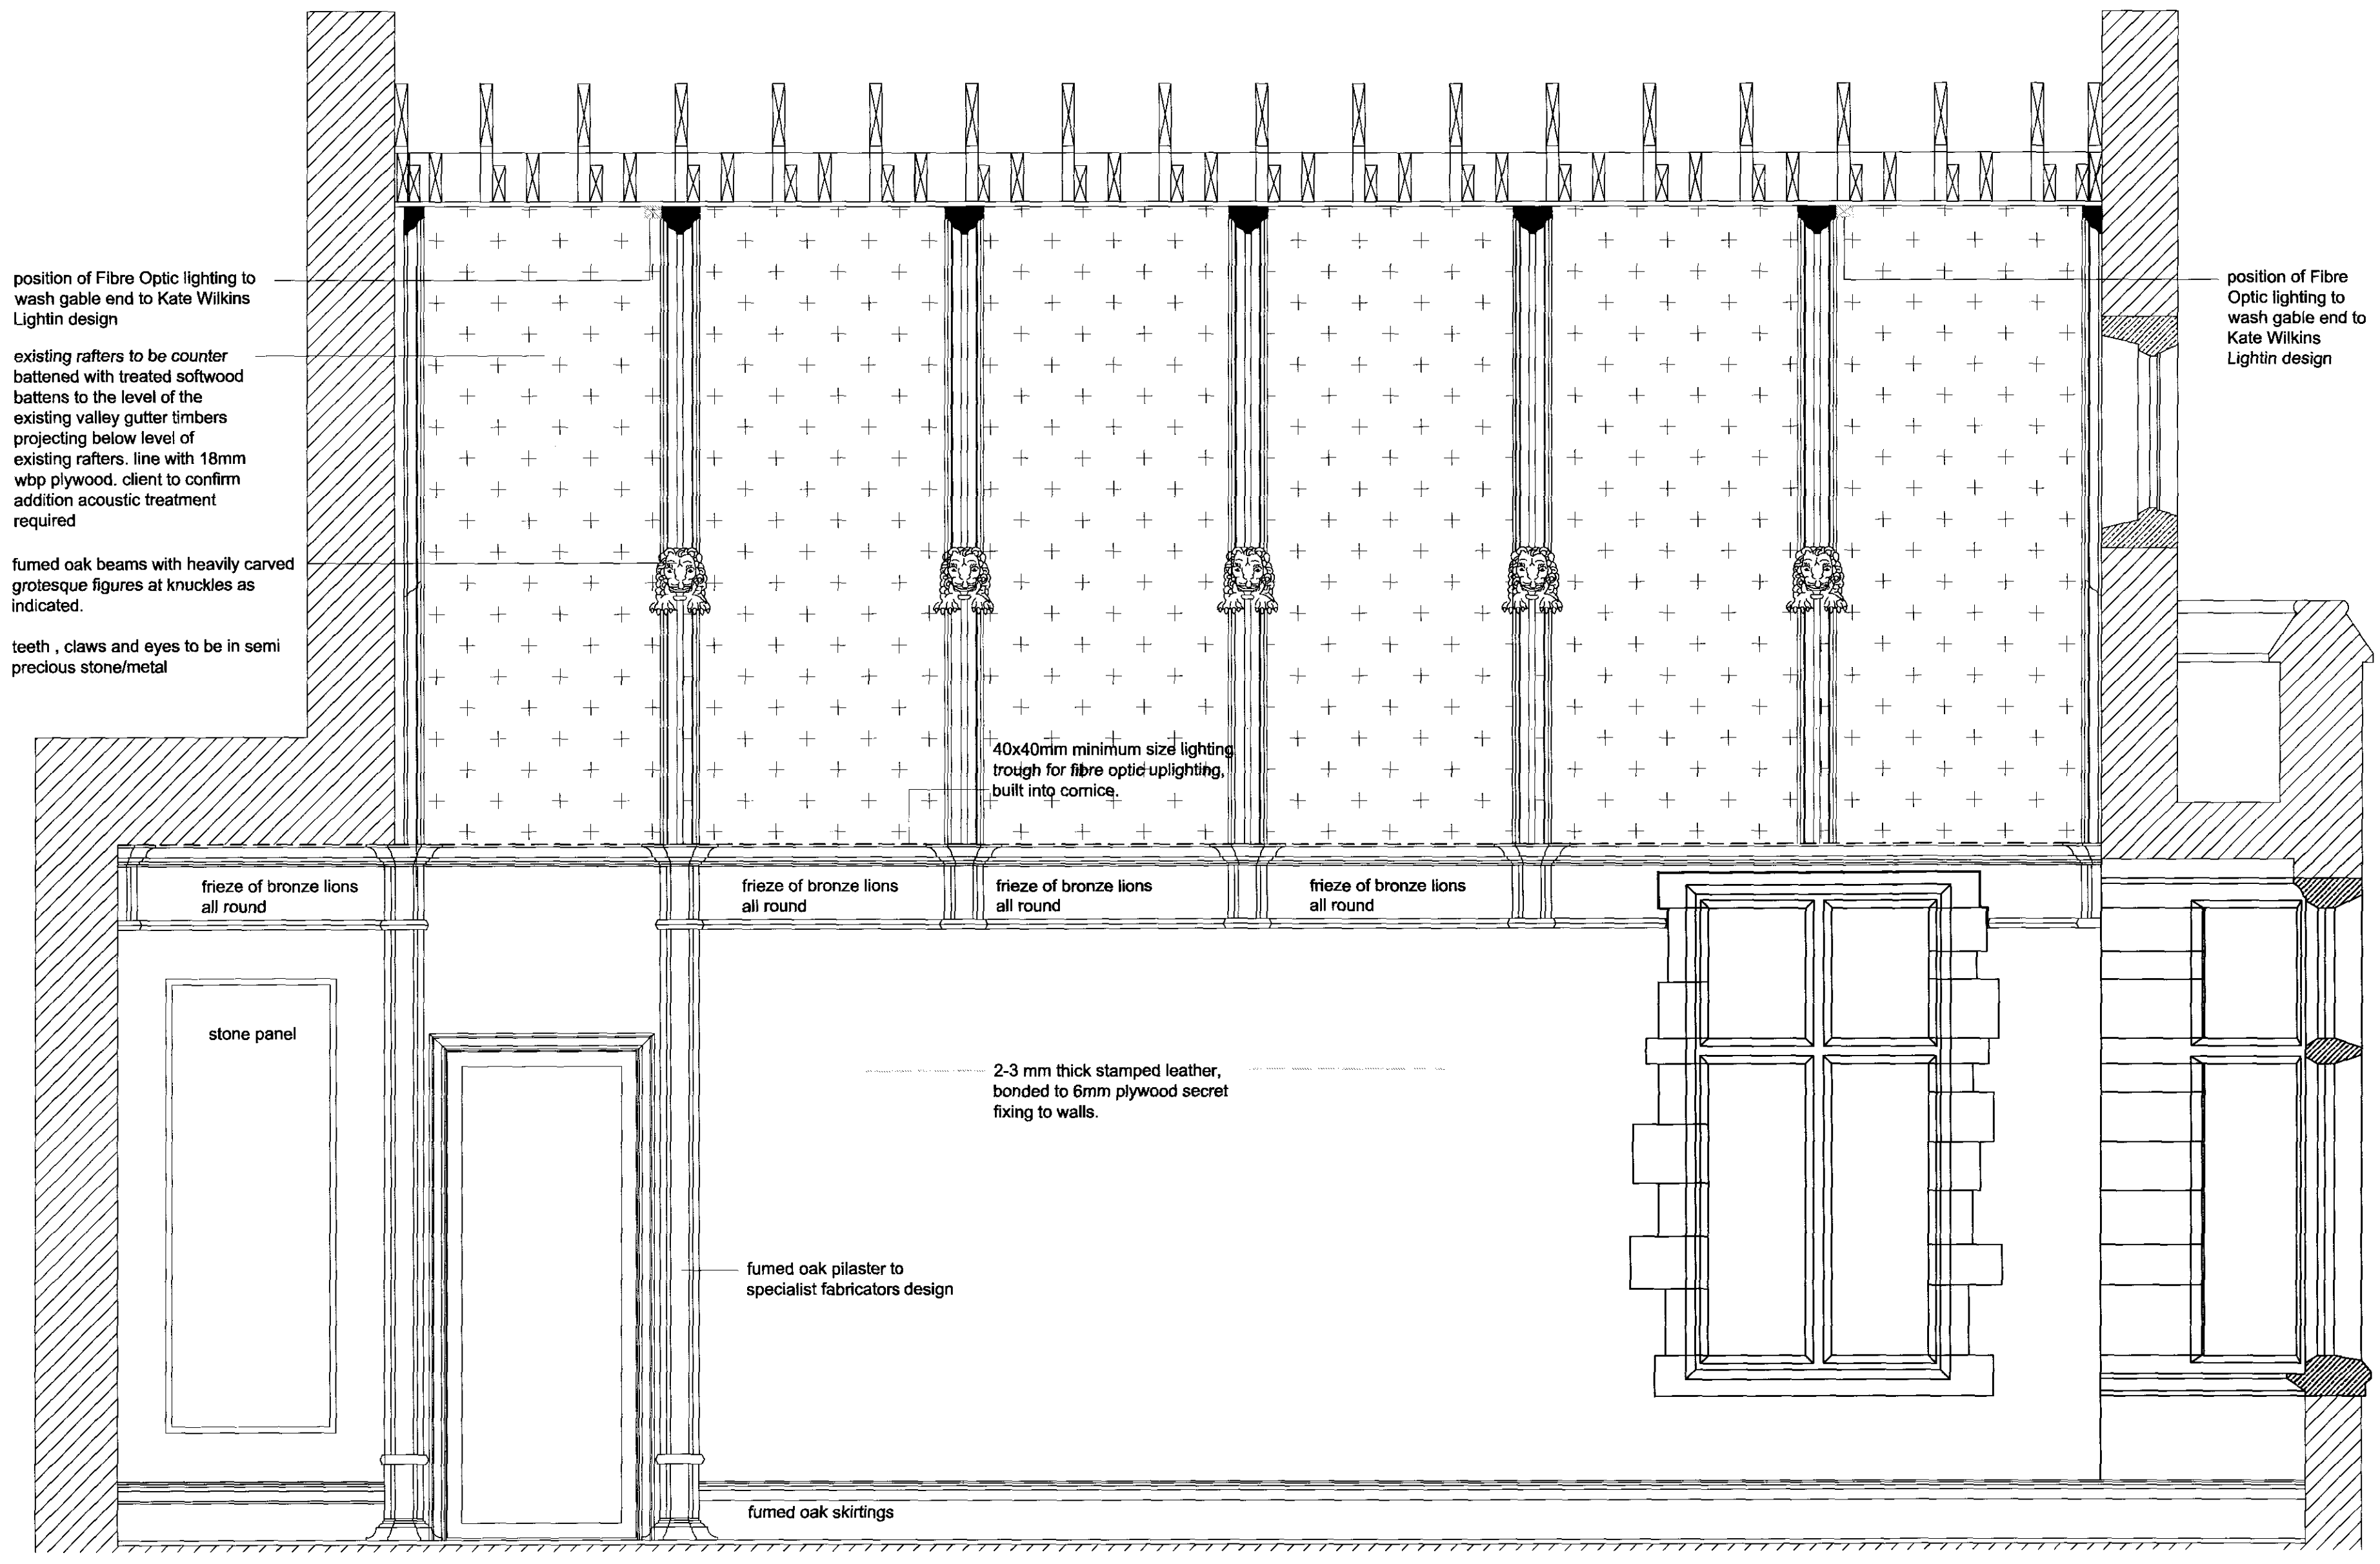 position of Fibre Optic lighting to
wash gable end to Kate Wilkins
Lightin design
existing rafters to be counter
battened with treated softwood
battens to the level of the
existing valley gutter timbers
projecting below level of
existing rafters. line with 18mm
wbp plywood. client to confirm
addition acoustic treatment
required
fumed oak beams with heavily carved
grotesque figures at knuckles as
indicated.
teeth , claws and eyes to be in semi
precious stone/metal
position of Fibre
Optic lighting to
wash gable end to
Kate Wilkins
Lightin design
40x40mm minimum size lighting
trough for fibre optic uplighting,
built into cornice.
frieze of bronze lions
all round
frieze of bronze lions
all round
frieze of bronze lions
all round
frieze of bronze lions
all round
stone panel
2-3 mm thick stamped leather,
bonded to 6mm plywood secret
fixing to walls.
fumed oak pilaster to
specialist fabricators design
fumed oak skirtings